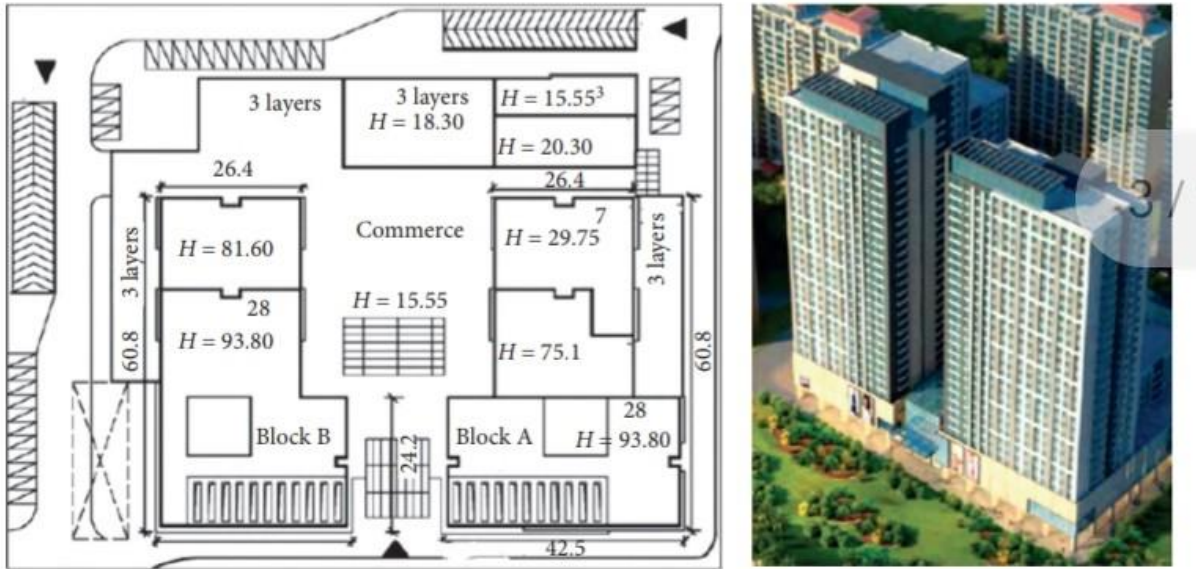 3 layers
3 layers
H = 18.30
H = 15.55³
H = 20.30
26.4
26.4
3 layers
H = 81.60
Commerce
7
H = 29.75
3 layers
28
H = 93.80
H = 15.55
H = 75.1
60.8
60.8
Block B
24.2
Block A
28
H = 93.80
42.5
3 /